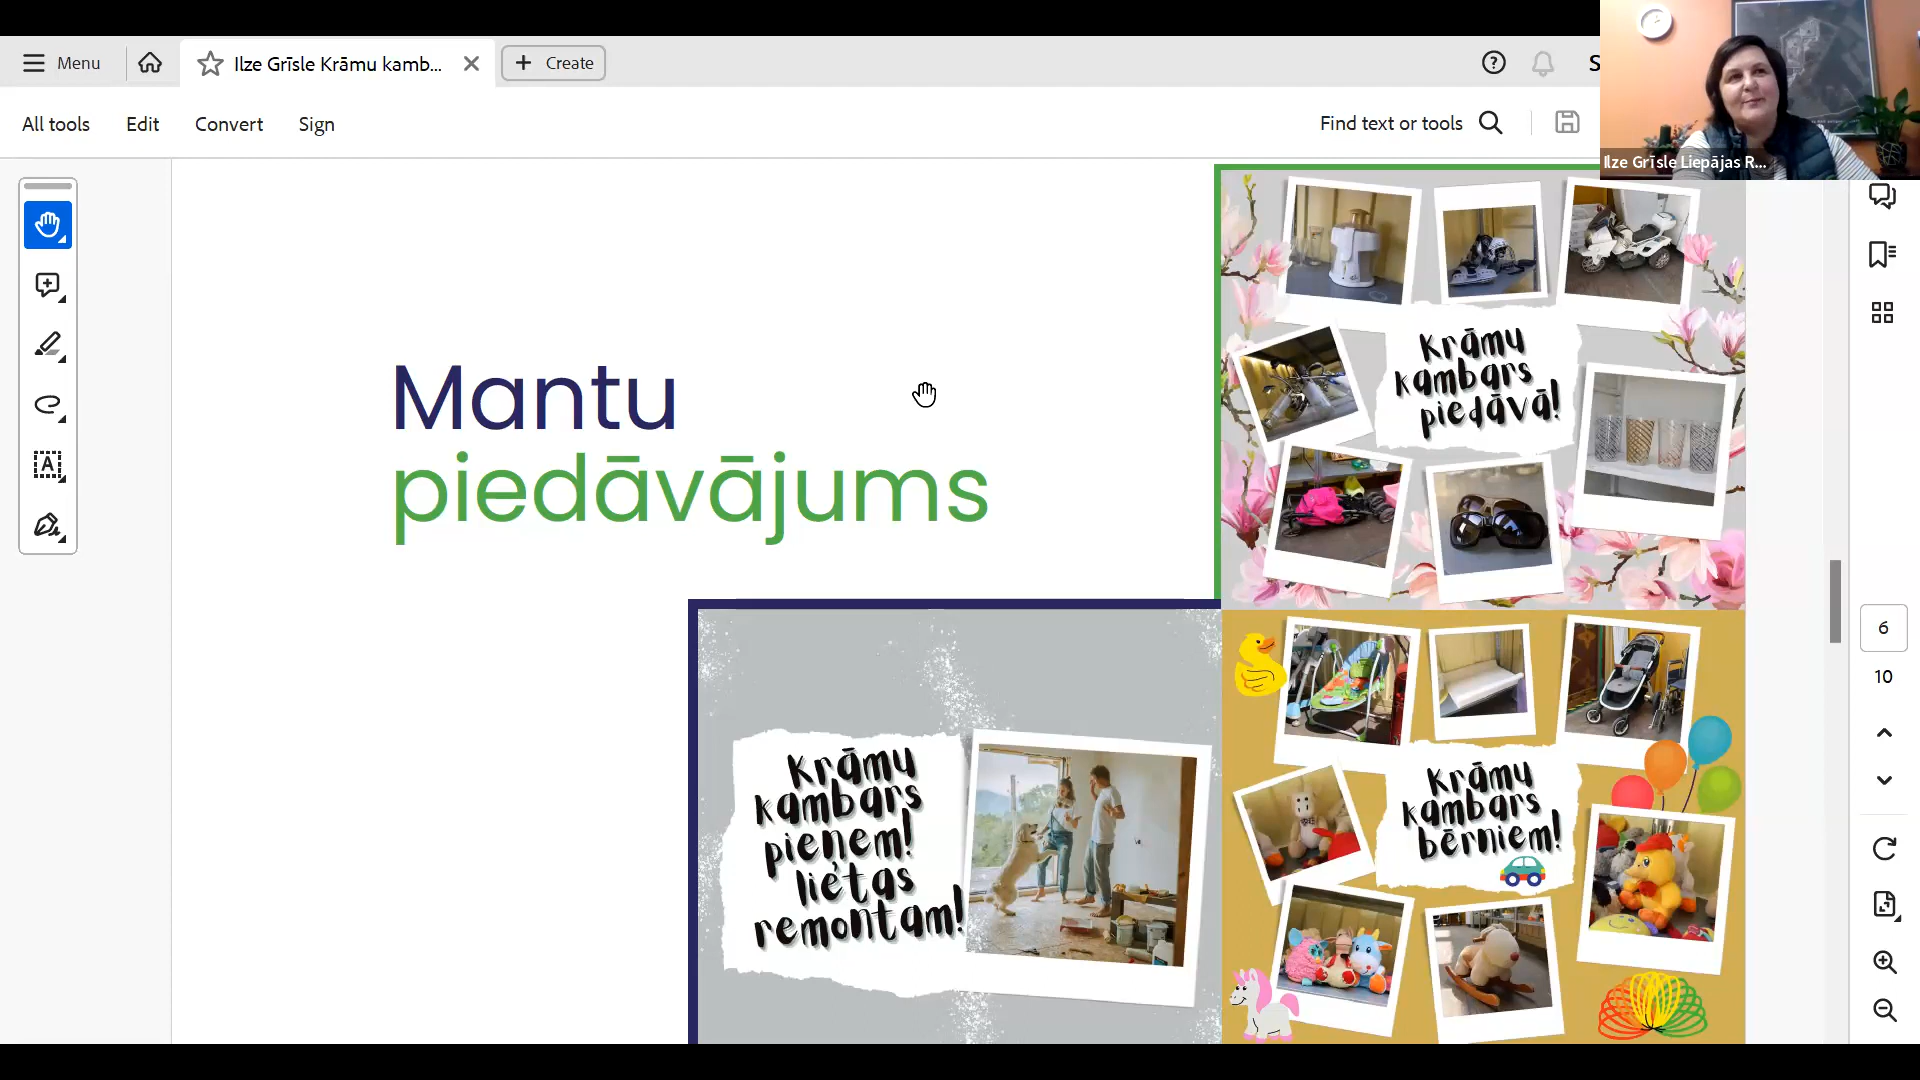 Menu
Ilze Grīsle Krāmu kamb...
Create
S
All tools
Edit
Convert
Sign
Find text or tools
Ilze Grīsle Liepājas R...
Mantu
piedāvājums
Krāmu
kambars
piedāvā!
Krāmu
kambars
pieņem!
lietas
remontam!
Krāmu
kambars
bērniem!
6
10